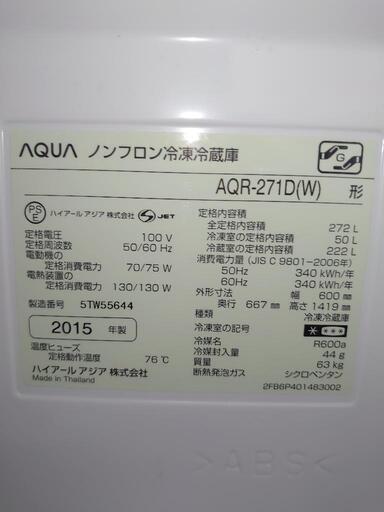 AQUA ノンフロン冷凍冷蔵庫
G
AQR-271D(W) 形
PS E ハイアール アジア 株式会社 S JET
定格電圧 100 V
定格周波数 50/60 Hz
電動機の
定格消費電力 70/75 W
電熱装置の
定格消費電力 130/130 W
製造番号 5TW55644
2015 年製
温度ヒューズ
定格動作温度 76℃
ハイアール アジア 株式会社
Made in Thailand
定格内容積
全定格内容積 272 L
冷凍室の定格内容積 50 L
冷蔵室の定格内容積 222 L
消費電力量 (JIS C 9801-2006年)
50Hz 340 kWh/年
60Hz 340 kWh/年
外形寸法 幅 600 mm
奥行 667 mm 高さ 1419 mm
種類 冷凍冷蔵庫
冷凍室の記号 * ***
冷媒名 R600a
冷媒封入量 44 g
質量 63 kg
断熱発泡ガス シクロペンタン
2FB6P401483002
>ABS<